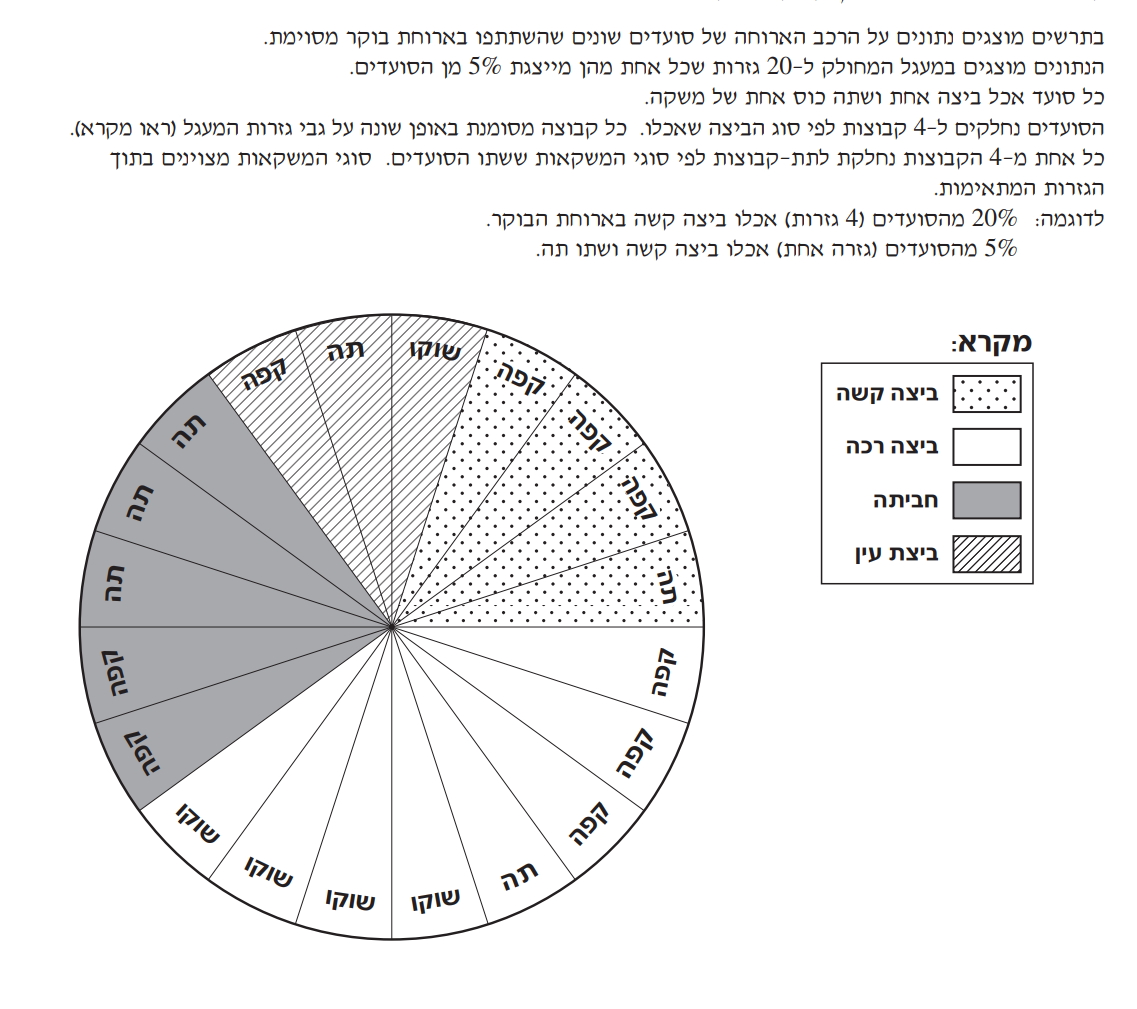 בתרשים מוצגים נתונים על הרכב הארוחה של סועדים שונים שהשתתפו בארוחת בוקר מסוימת.
הנתונים מוצגים במעגל המחולק ל-20 גזרות שכל אחת מהן מייצגת 5% מן הסועדים.
כל סועד אכל ביצה אחת ושתה כוס אחת של משקה.
הסועדים נחלקים ל-4 קבוצות לפי סוג הביצה שאכלו. כל קבוצה מסומנת באופן שונה על גבי גזרות המעגל (ראו מקרא).
כל אחת מ-4 הקבוצות נחלקת לתת-קבוצות לפי סוגי המשקאות ששתו הסועדים. סוגי המשקאות מצוינים בתוך
הגזרות המתאימות.
לדוגמה: 20% מהסועדים (4 גזרות) אכלו ביצה קשה בארוחת הבוקר.
5% מהסועדים (גזרה אחת) אכלו ביצה קשה ושתו תה.
מקרא:
ביצה קשה
ביצה רכה
חביתה
ביצת עין
שוקו
קפה
קפה
קפה
תה
קפה
קפה
קפה
תה
שוקו
שוקו
שוקו
שוקו
קפה
קפה
תה
תה
תה
קפה
תה